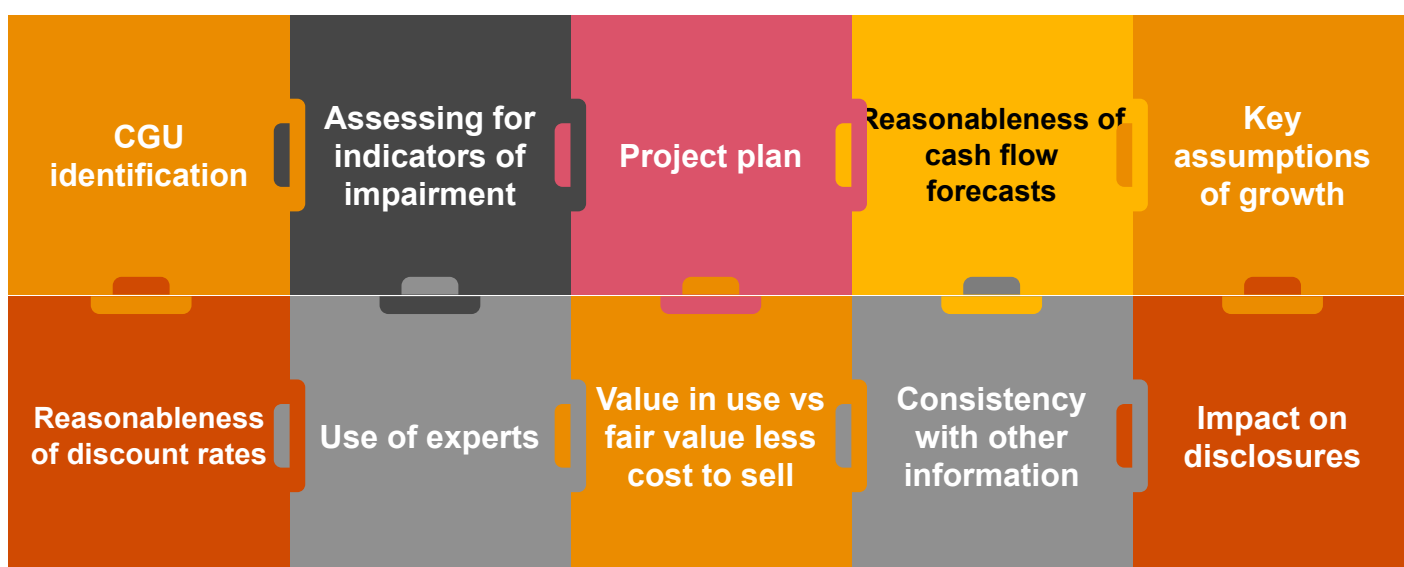 CGU
identification
Assessing for
indicators of
impairment
Project plan
Reasonableness of
cash flow
forecasts
Key
assumptions
of growth
Reasonableness
of discount rates
Use of experts
Value in use vs
fair value less
cost to sell
Consistency
with other
information
Impact on
disclosures